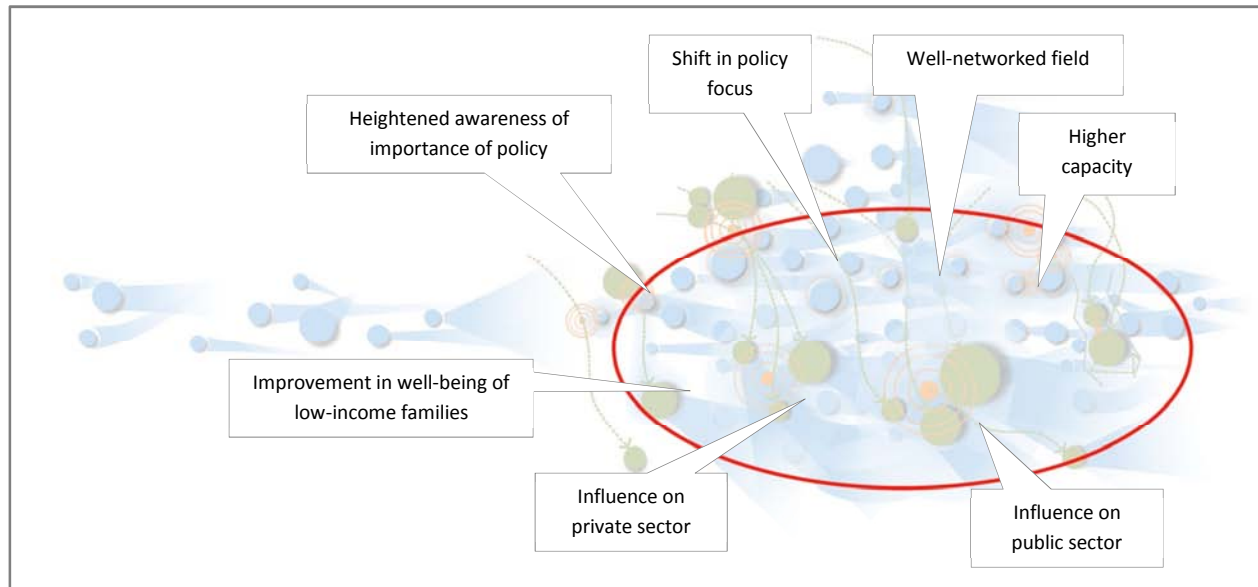 Shift in policy
focus
Well-networked field
Heightened awareness of
importance of policy
Higher
capacity
Improvement in well-being of
low-income families
Influence on
private sector
Influence on
public sector